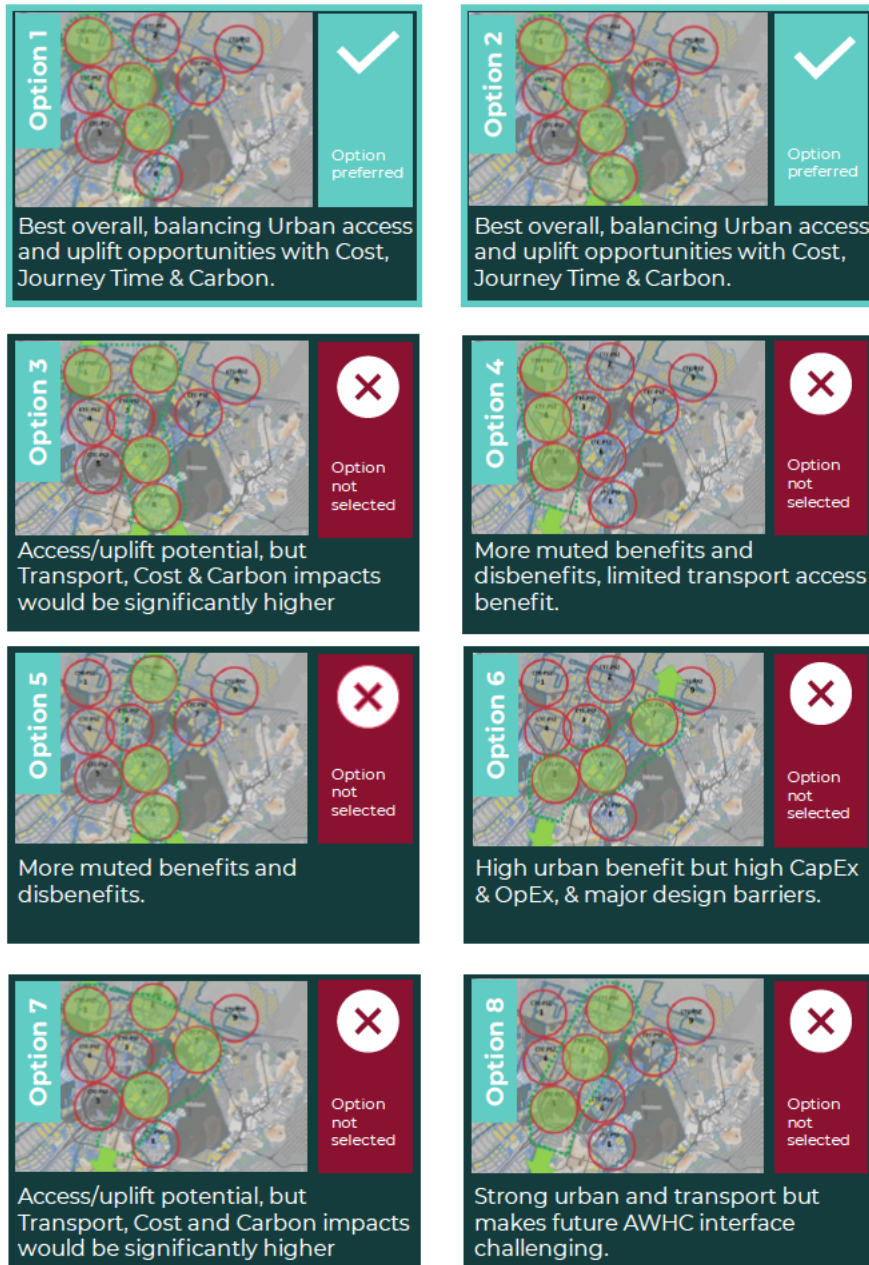 Option 1
Option
preferred
Best overall, balancing Urban access
and uplift opportunities with Cost,
Journey Time & Carbon.
Option 2
Option
preferred
Best overall, balancing Urban access
and uplift opportunities with Cost,
Journey Time & Carbon.
Option 3
Option
not
selected
Access/uplift potential, but
Transport, Cost & Carbon impacts
would be significantly higher
Option 4
Option
not
selected
More muted benefits and
disbenefits, limited transport access
benefit.
Option 5
Option
not
selected
More muted benefits and
disbenefits.
Option 6
Option
not
selected
High urban benefit but high CapEx
& OpEx, & major design barriers.
Option 7
Option
not
selected
Access/uplift potential, but
Transport, Cost and Carbon impacts
would be significantly higher
Option 8
Option
not
selected
Strong urban and transport but
makes future AWHC interface
challenging.